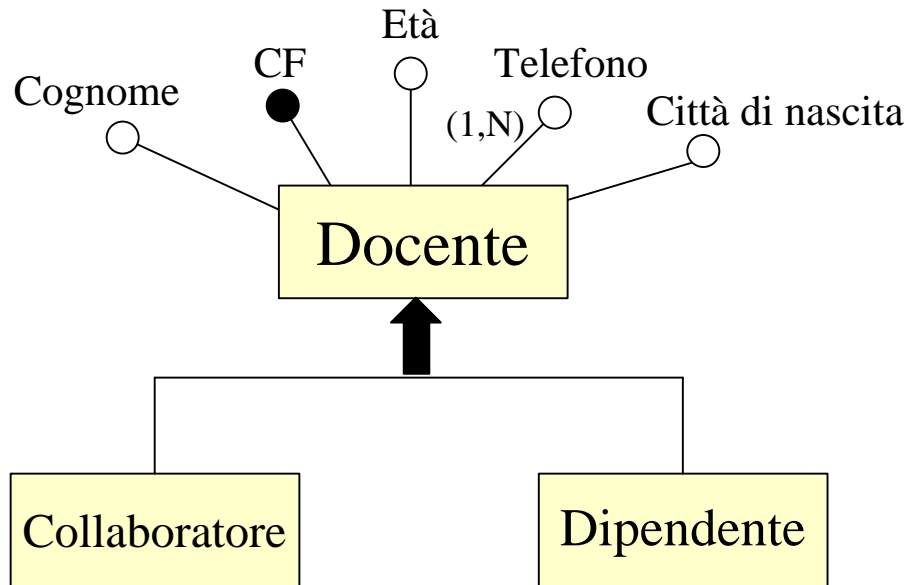 Età
CF
Telefono
Cognome
(1,N)
Città di nascita
Docente
Collaboratore
Dipendente